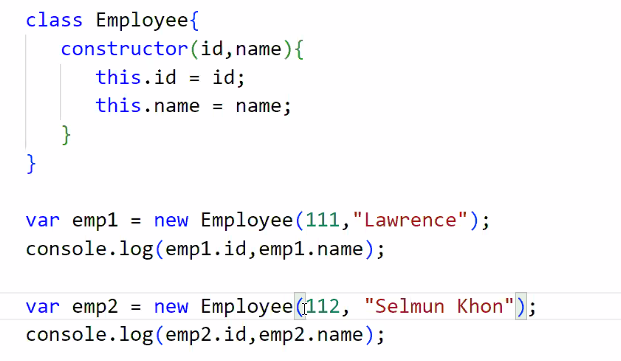 class Employee{
constructor(id,name){
this.id = id;
this.name = name;
}
}
var emp1 = new Employee(111,"Lawrence");
console.log(emp1.id,emp1.name);
var emp2 = new Employee(112, "Selmun Khon");
console.log(emp2.id,emp2.name);